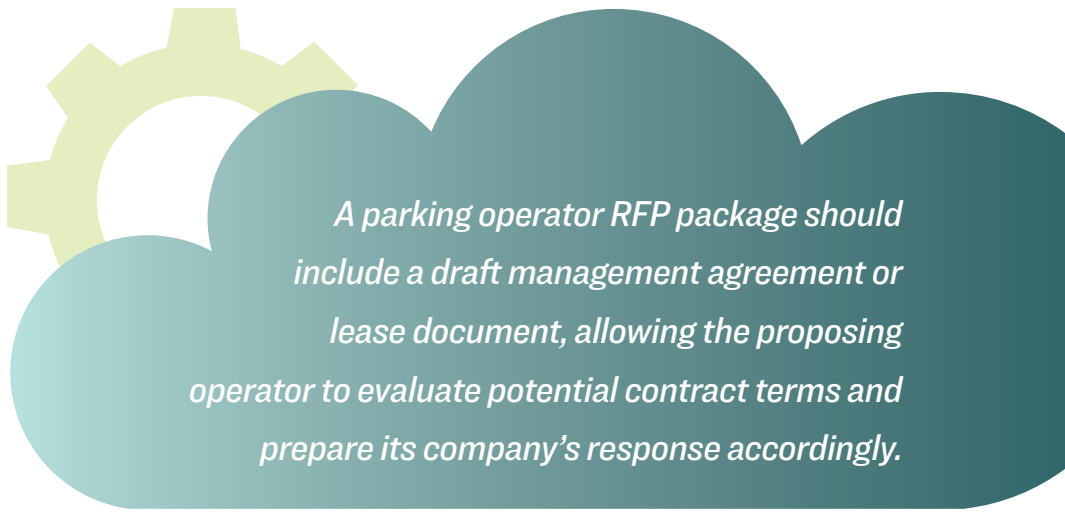 A parking operator RFP package should
include a draft management agreement or
lease document, allowing the proposing
operator to evaluate potential contract terms and
prepare its company’s response accordingly.